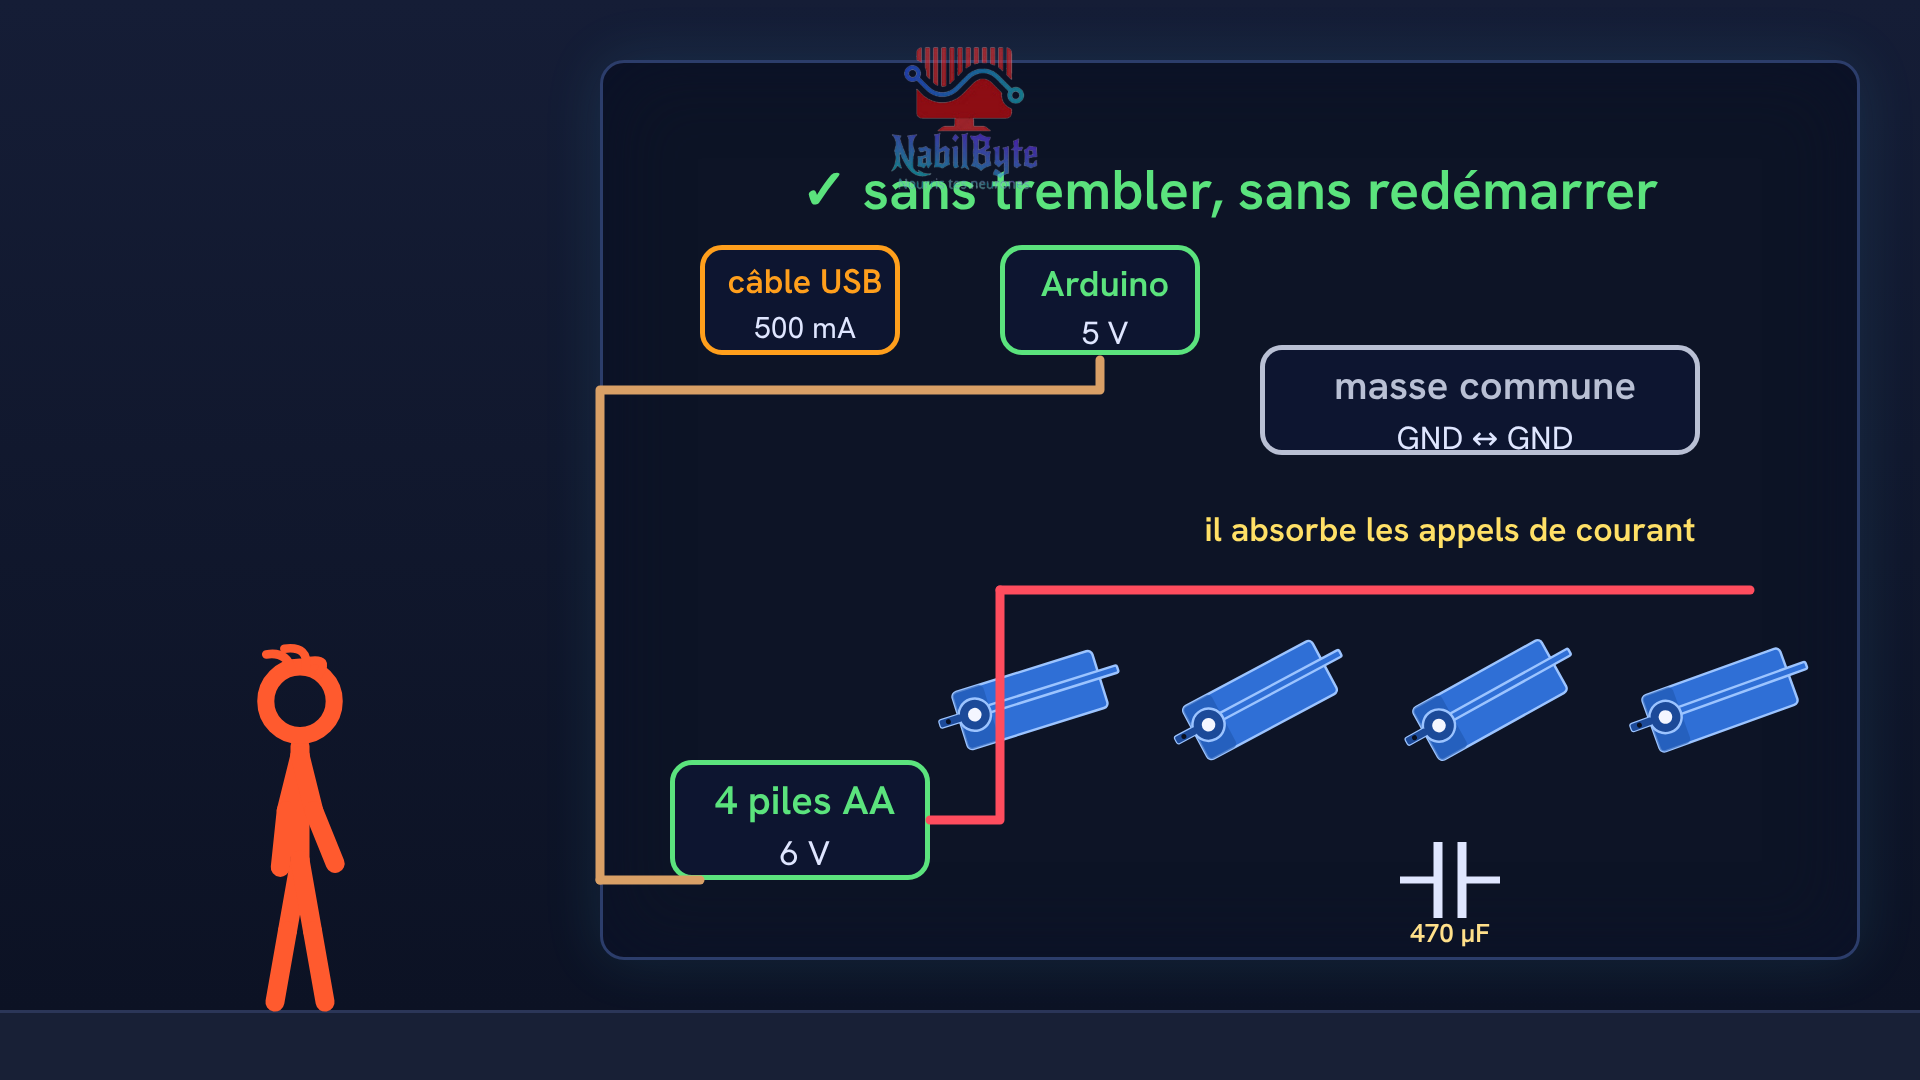 NabilByte
✓ sans trembler, sans redémarrer
câble USB
500 mA
Arduino
5 V
masse commune
GND ↔ GND
il absorbe les appels de courant
4 piles AA
6 V
470 µF